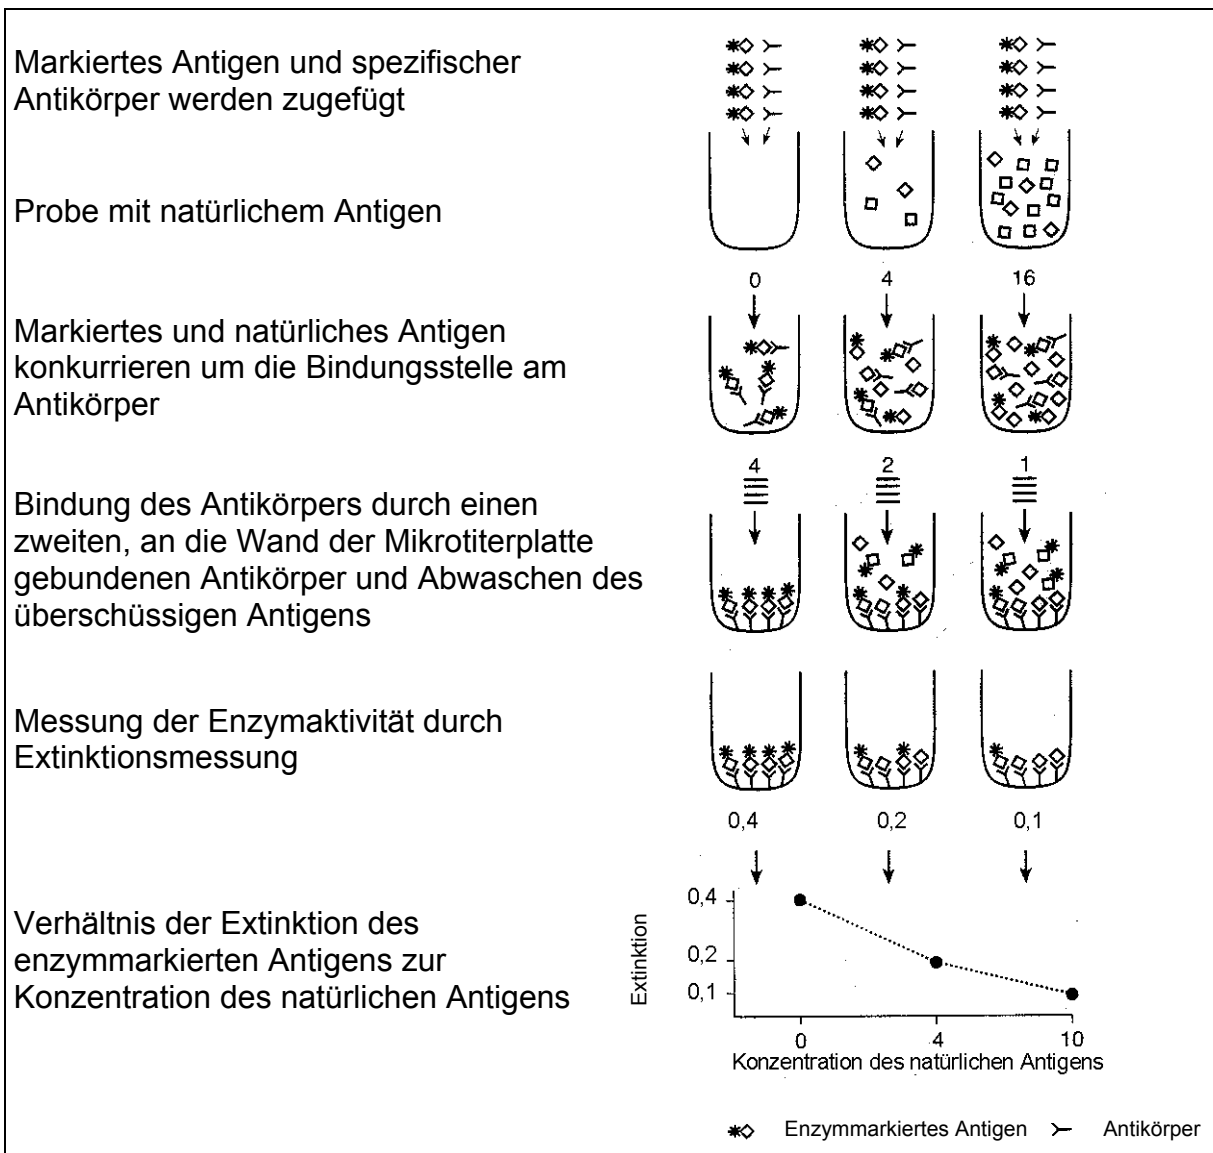 Markiertes Antigen und spezifischer
Antikörper werden zugefügt
Probe mit natürlichem Antigen
0 4 16
Markiertes und natürliches Antigen
konkurrieren um die Bindungsstelle am
Antikörper
4 2 1
Bindung des Antikörpers durch einen
zweiten, an die Wand der Mikrotiterplatte
gebundenen Antikörper und Abwaschen des
überschüssigen Antigens
Messung der Enzymaktivität durch
Extinktionsmessung
0,4 0,2 0,1
Verhältnis der Extinktion des
enzymmarkierten Antigens zur
Konzentration des natürlichen Antigens
Extinktion
0,4
0,2
0,1
0 4 10
Konzentration des natürlichen Antigens
Enzymmarkiertes Antigen Antikörper